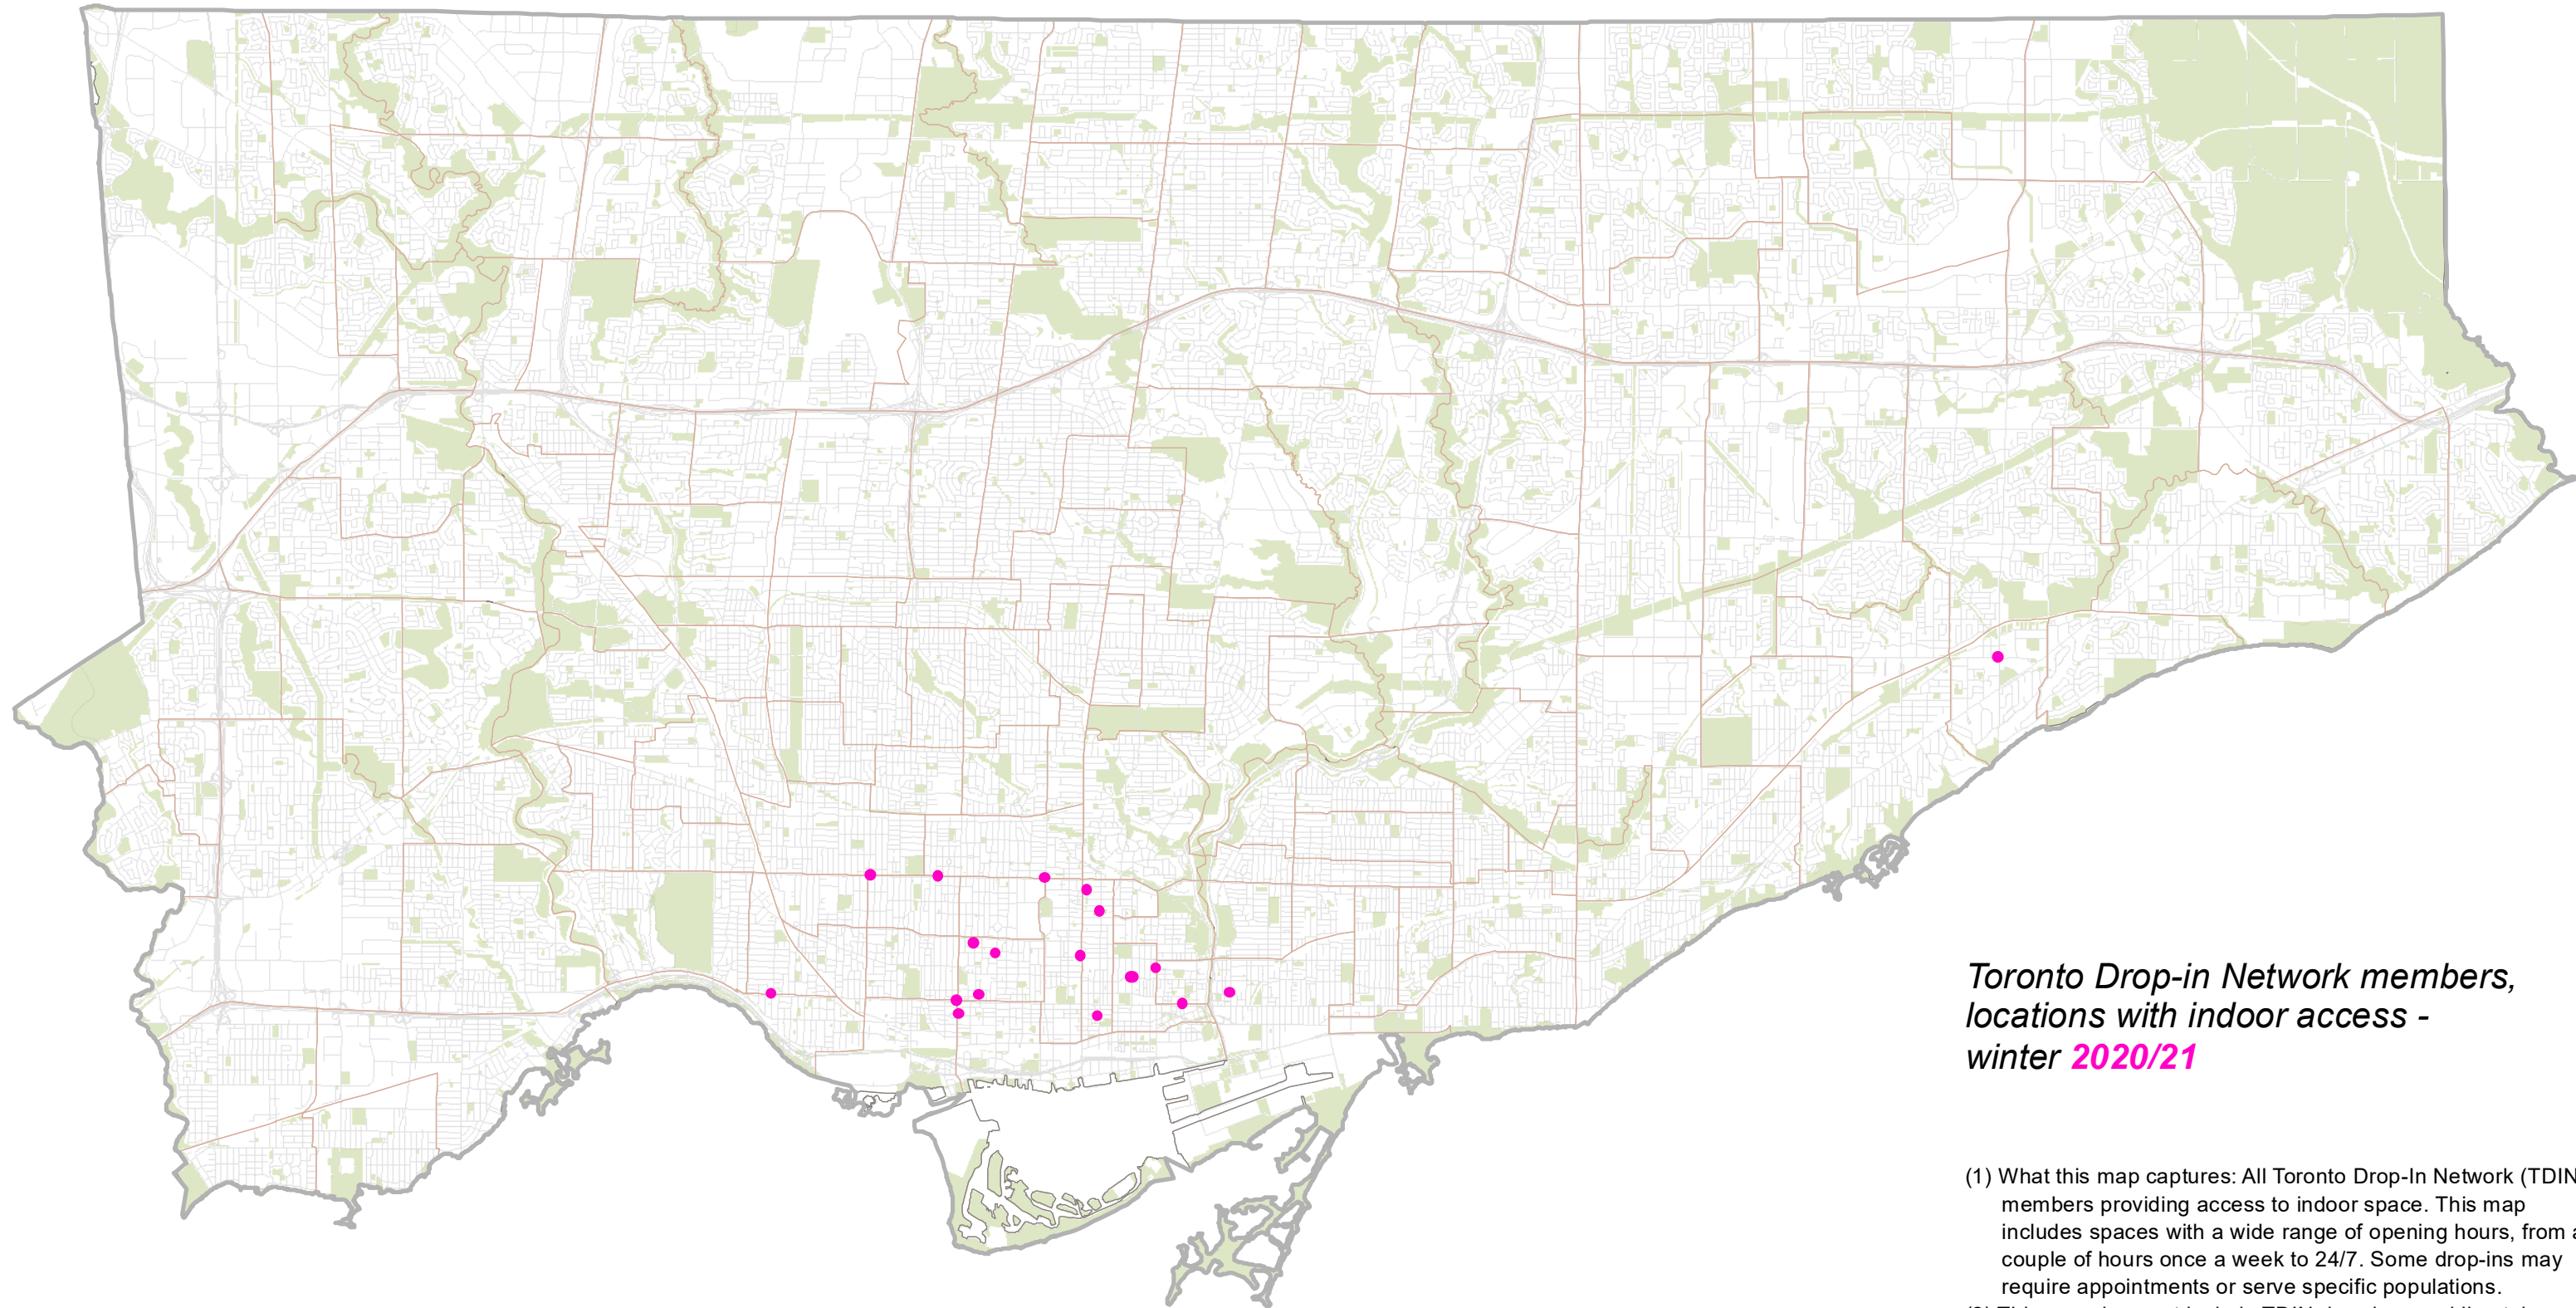 Toronto Drop-in Network members,
locations with indoor access -
winter 2020/21
(1) What this map captures: All Toronto Drop-In Network (TDIN
members providing access to indoor space. This map
includes spaces with a wide range of opening hours, from a
couple of hours once a week to 24/7. Some drop-ins may
require appointments or serve specific populations.